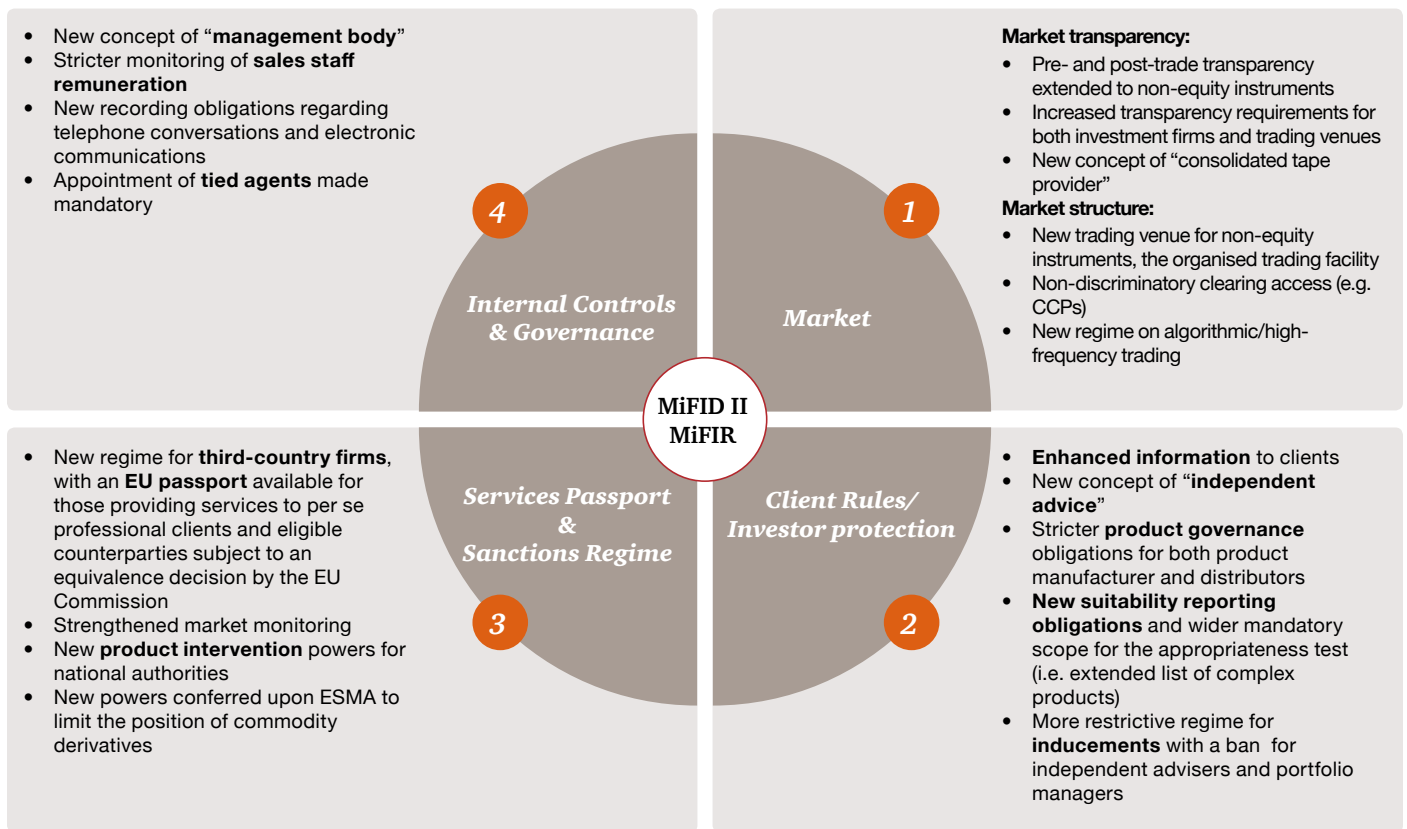 • New concept of “management body”
• Stricter monitoring of sales staff
remuneration
• New recording obligations regarding
telephone conversations and electronic
communications
• Appointment of tied agents made
mandatory
4
Internal Controls
& Governance
Market transparency:
• Pre- and post-trade transparency
extended to non-equity instruments
• Increased transparency requirements for
both investment firms and trading venues
• New concept of “consolidated tape
provider”
Market structure:
• New trading venue for non-equity
instruments, the organised trading facility
• Non-discriminatory clearing access (e.g.
CCPs)
• New regime on algorithmic/high-
frequency trading
1
Market
MiFID II
MiFIR
• New regime for third-country firms,
with an EU passport available for
those providing services to per se
professional clients and eligible
counterparties subject to an
equivalence decision by the EU
Commission
• Strengthened market monitoring
• New product intervention powers for
national authorities
• New powers conferred upon ESMA to
limit the position of commodity
derivatives
Services Passport
&
Sanctions Regime
3
Client Rules/
Investor protection
2
• Enhanced information to clients
• New concept of “independent
advice”
• Stricter product governance
obligations for both product
manufacturer and distributors
• New suitability reporting
obligations and wider mandatory
scope for the appropriateness test
(i.e. extended list of complex
products)
• More restrictive regime for
inducements with a ban  for
independent advisers and portfolio
managers